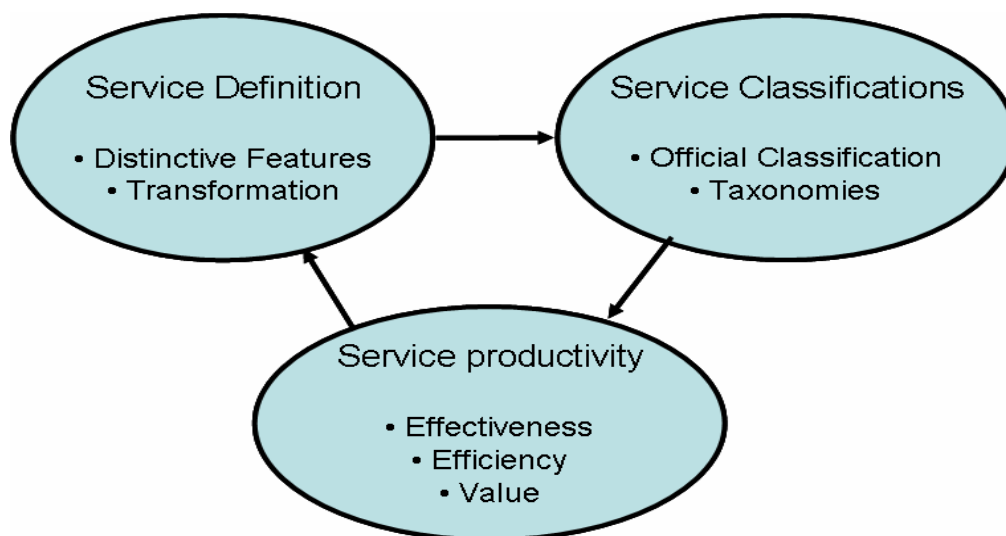 Service Definition
• Distinctive Features
• Transformation
Service Classifications
• Official Classification
• Taxonomies
Service productivity
• Effectiveness
• Efficiency
• Value